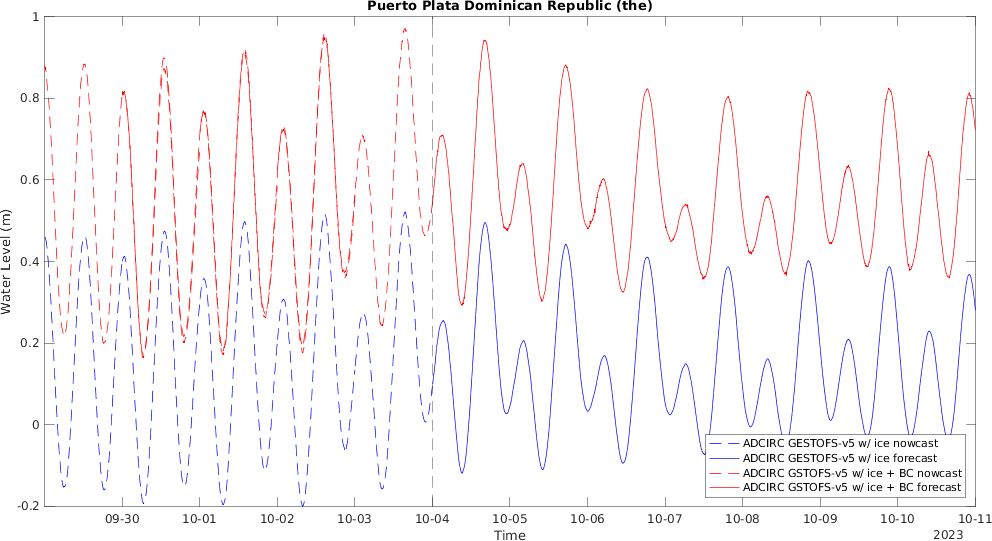 Puerto Plata Dominican Republic (the)
Water Level (m)
1
0.8
0.6
0.4
0.2
0
-0.2
ADCIRC GESTOFS-v5 w/ ice nowcast
ADCIRC GESTOFS-v5 w/ ice forecast
ADCIRC GSTOFS-v5 w/ ice + BC nowcast
ADCIRC GSTOFS-v5 w/ ice + BC forecast
09-30 10-01 10-02 10-03 10-04 10-05 10-06 10-07 10-08 10-09 10-10 10-11
Time
2023